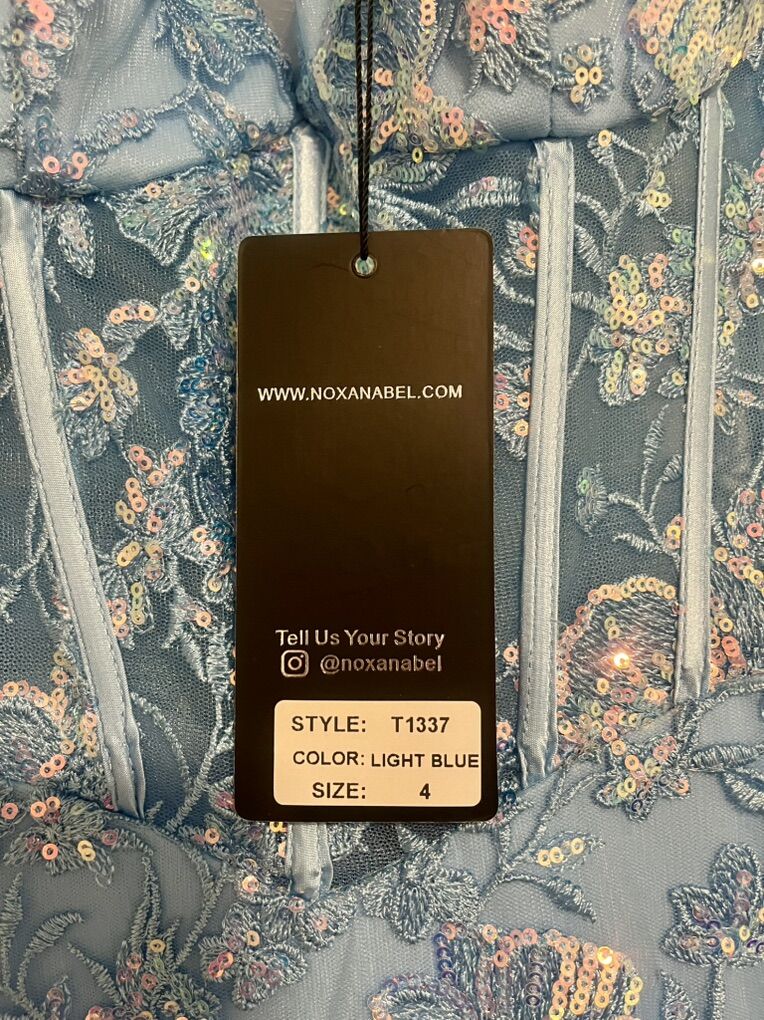 WWW.NOXANABEL.COM
Tell Us Your Story
@noxanabel
STYLE: T1337
COLOR: LIGHT BLUE
SIZE: 4